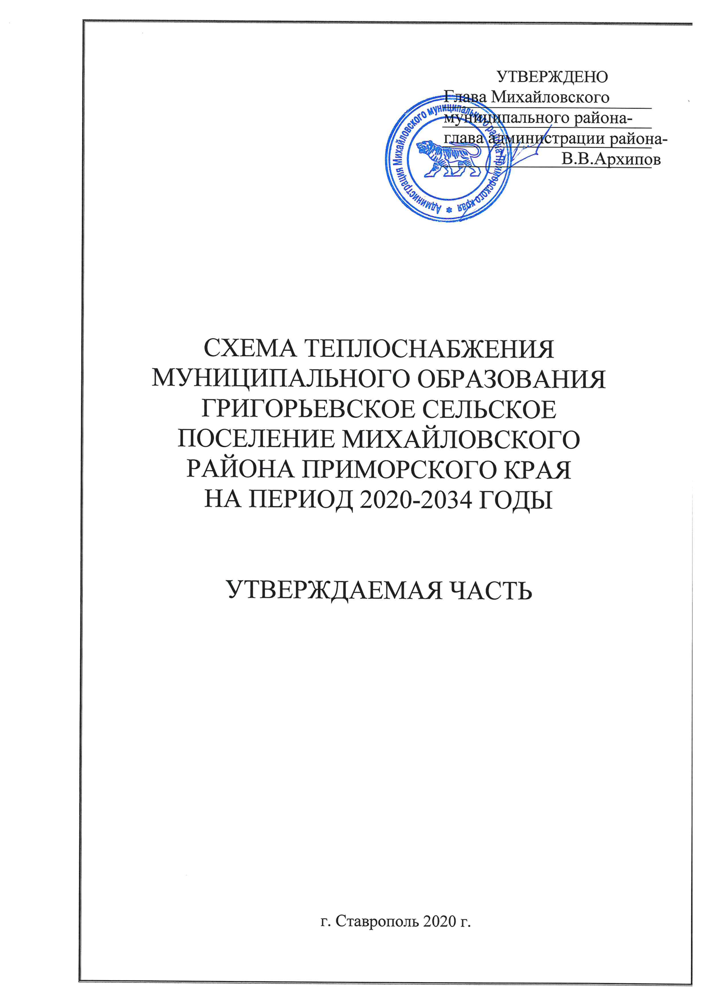 УТВЕРЖДЕНО
Глава Михайловского
муниципального района-
глава администрации района-
В.В.Архипов
Администрация Михайловского муниципального района Приморского края
СХЕМА ТЕПЛОСНАБЖЕНИЯ
МУНИЦИПАЛЬНОГО ОБРАЗОВАНИЯ
ГРИГОРЬЕВСКОЕ СЕЛЬСКОЕ
ПОСЕЛЕНИЕ МИХАЙЛОВСКОГО
РАЙОНА ПРИМОРСКОГО КРАЯ
НА ПЕРИОД 2020-2034 ГОДЫ
УТВЕРЖДАЕМАЯ ЧАСТЬ
г. Ставрополь 2020 г.